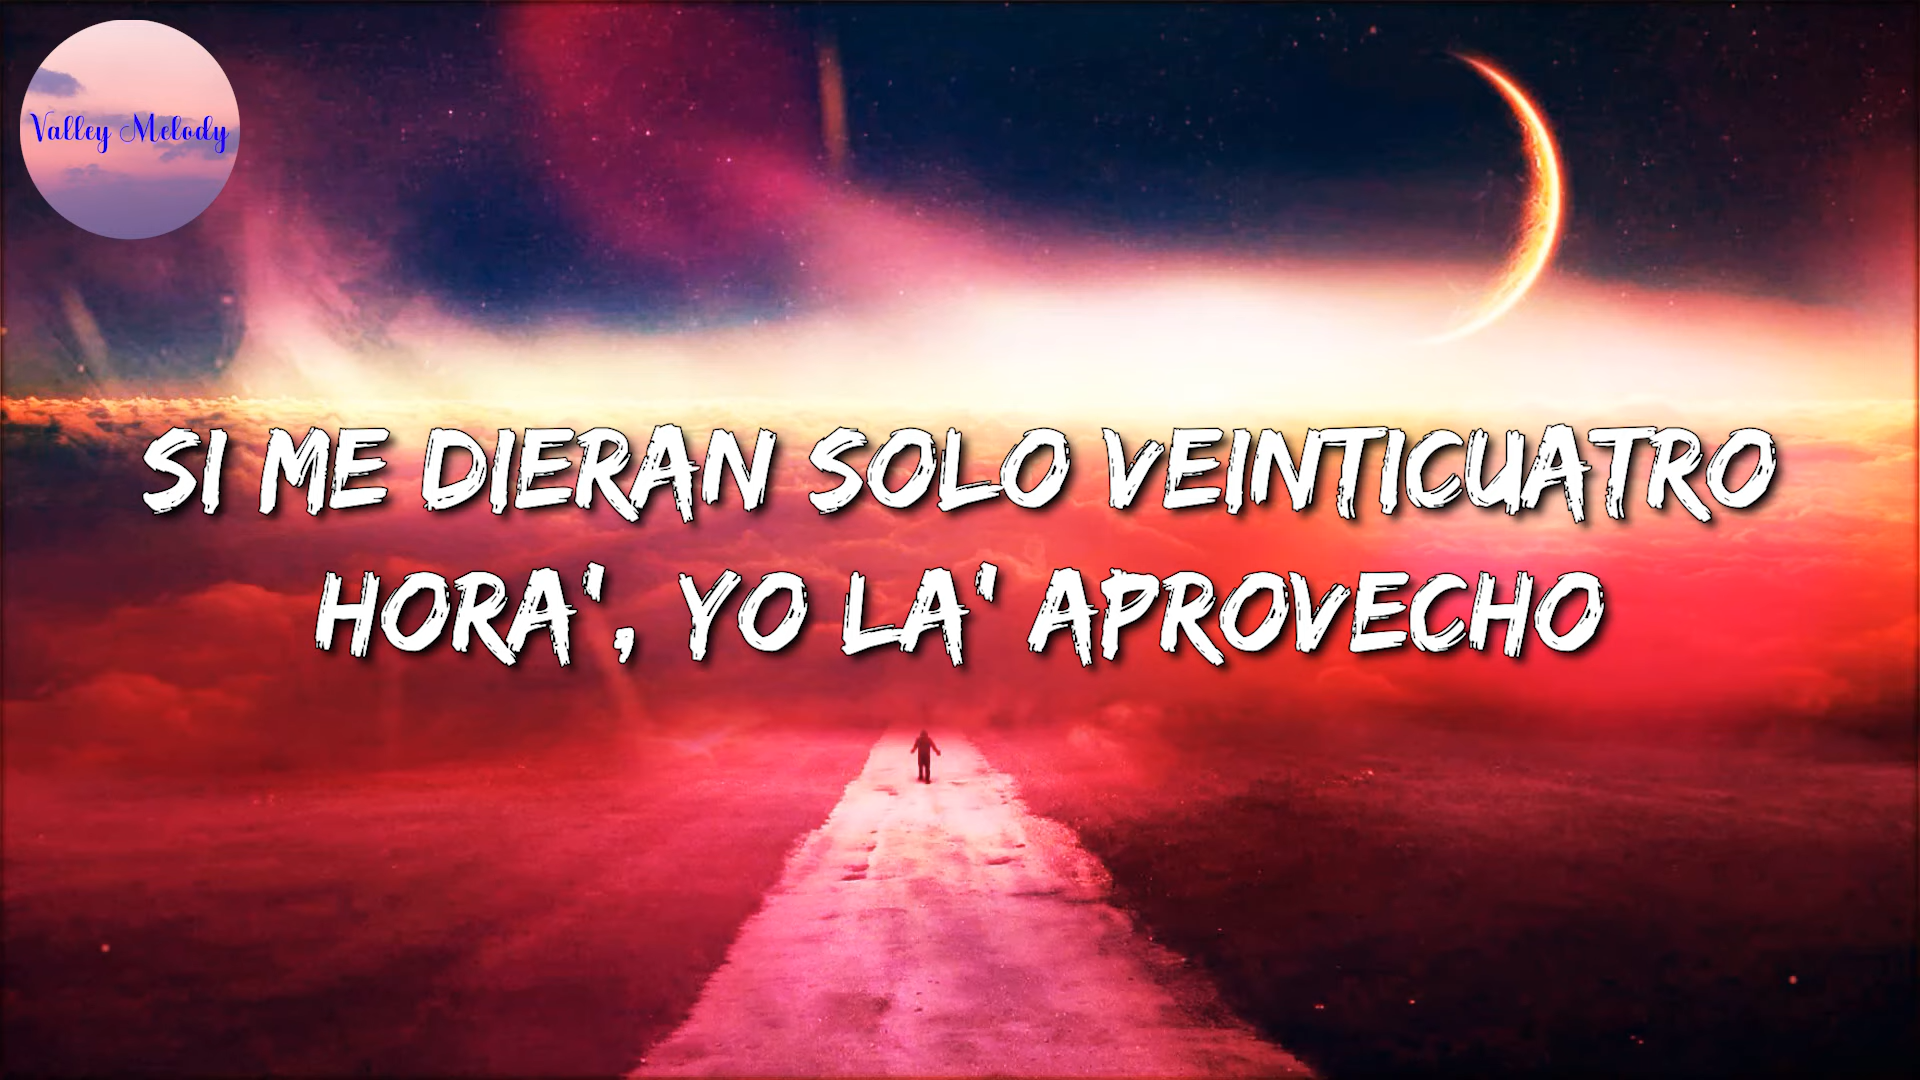 Valley Melody
SI ME DIERAN SOLO VEINTICUATRO
HORA', YO LA' APROVECHO